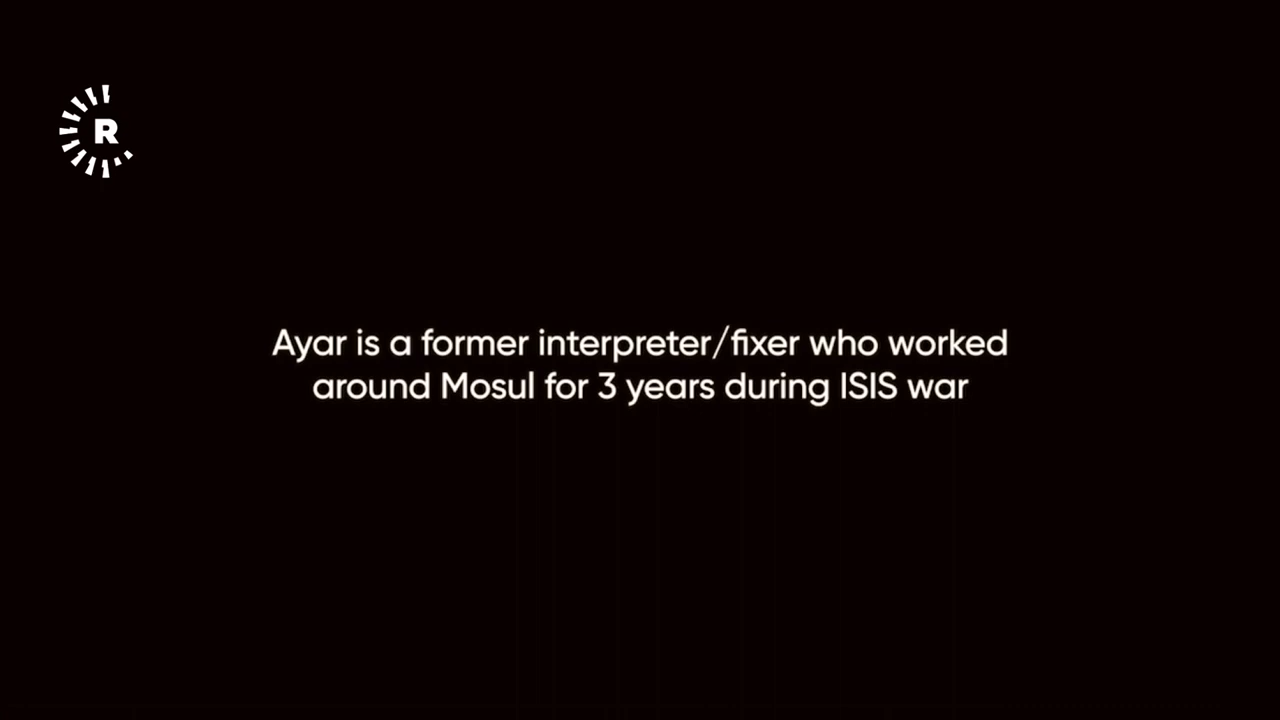 R
Ayar is a former interpreter/fixer who worked
around Mosul for 3 years during ISIS war